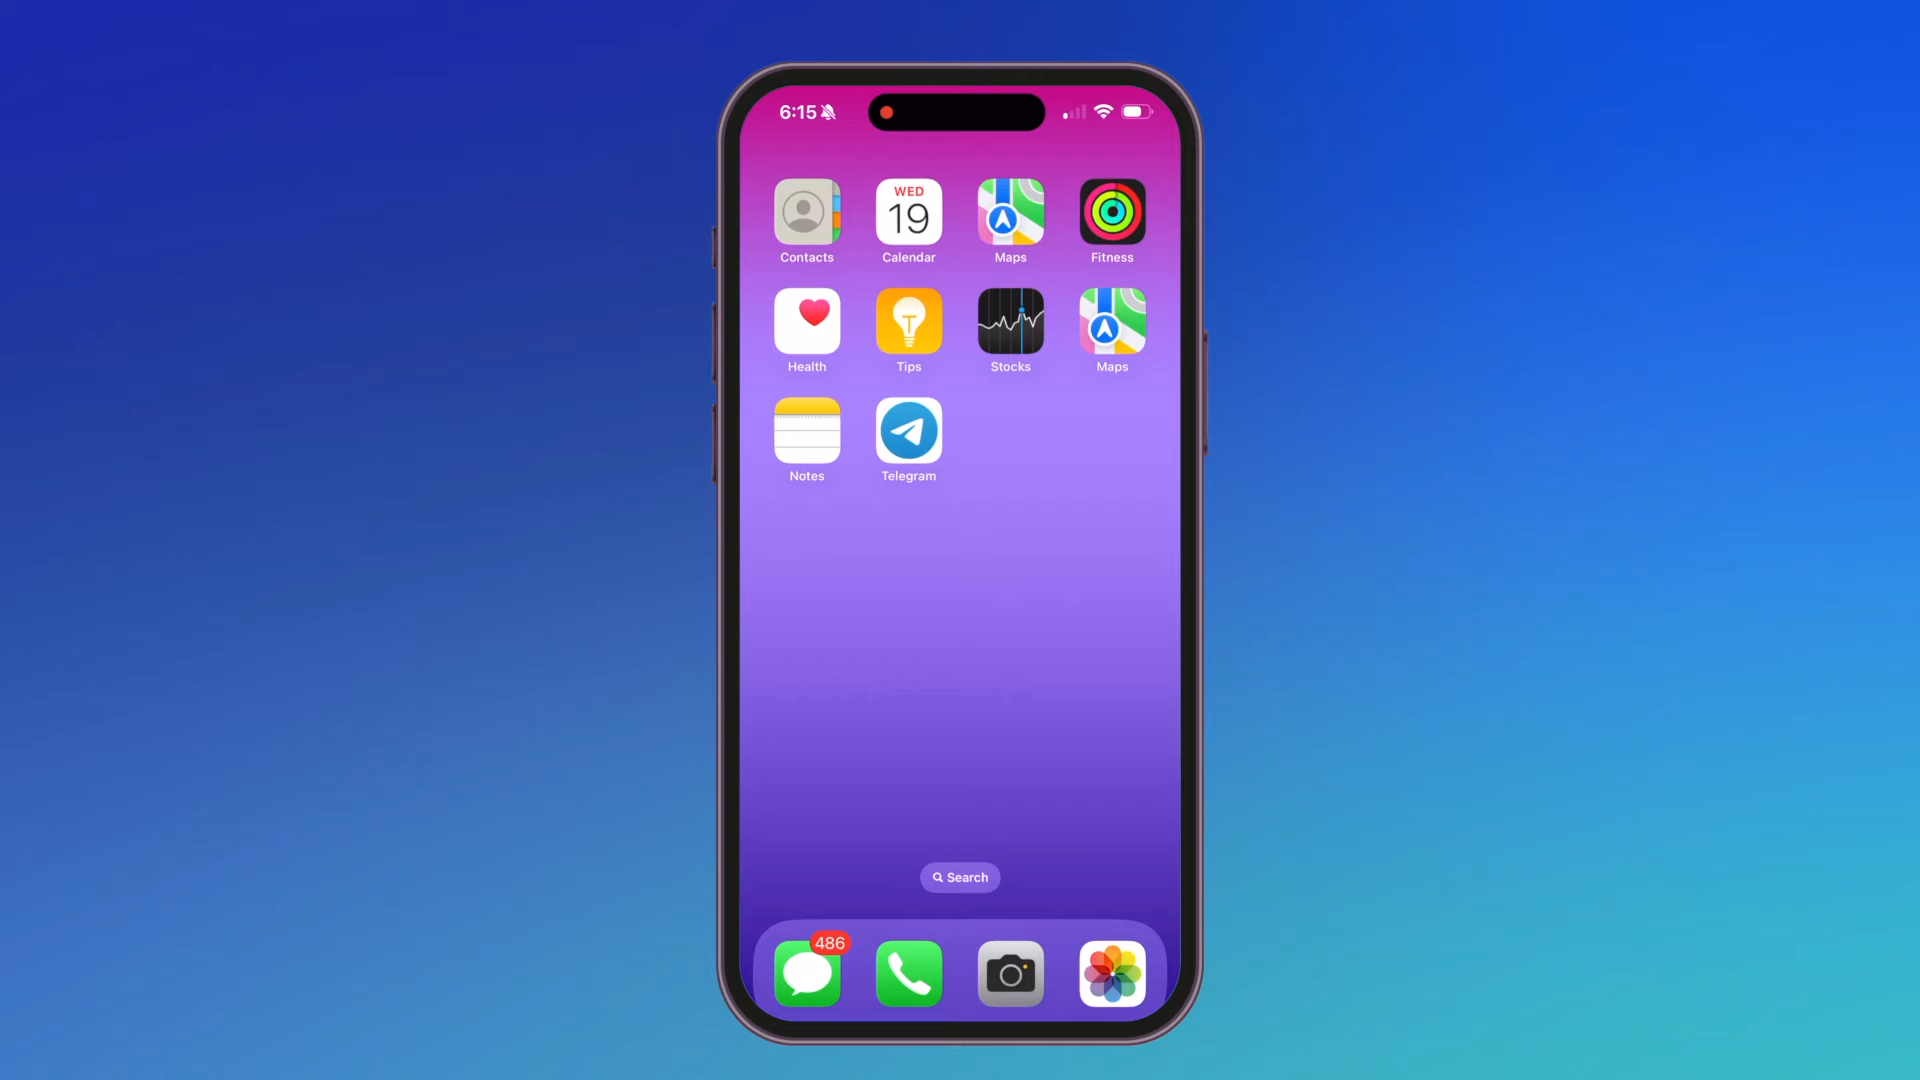 6:15
WED
19
Contacts Calendar Maps Fitness
Health Tips Stocks Maps
Notes Telegram
Search
486